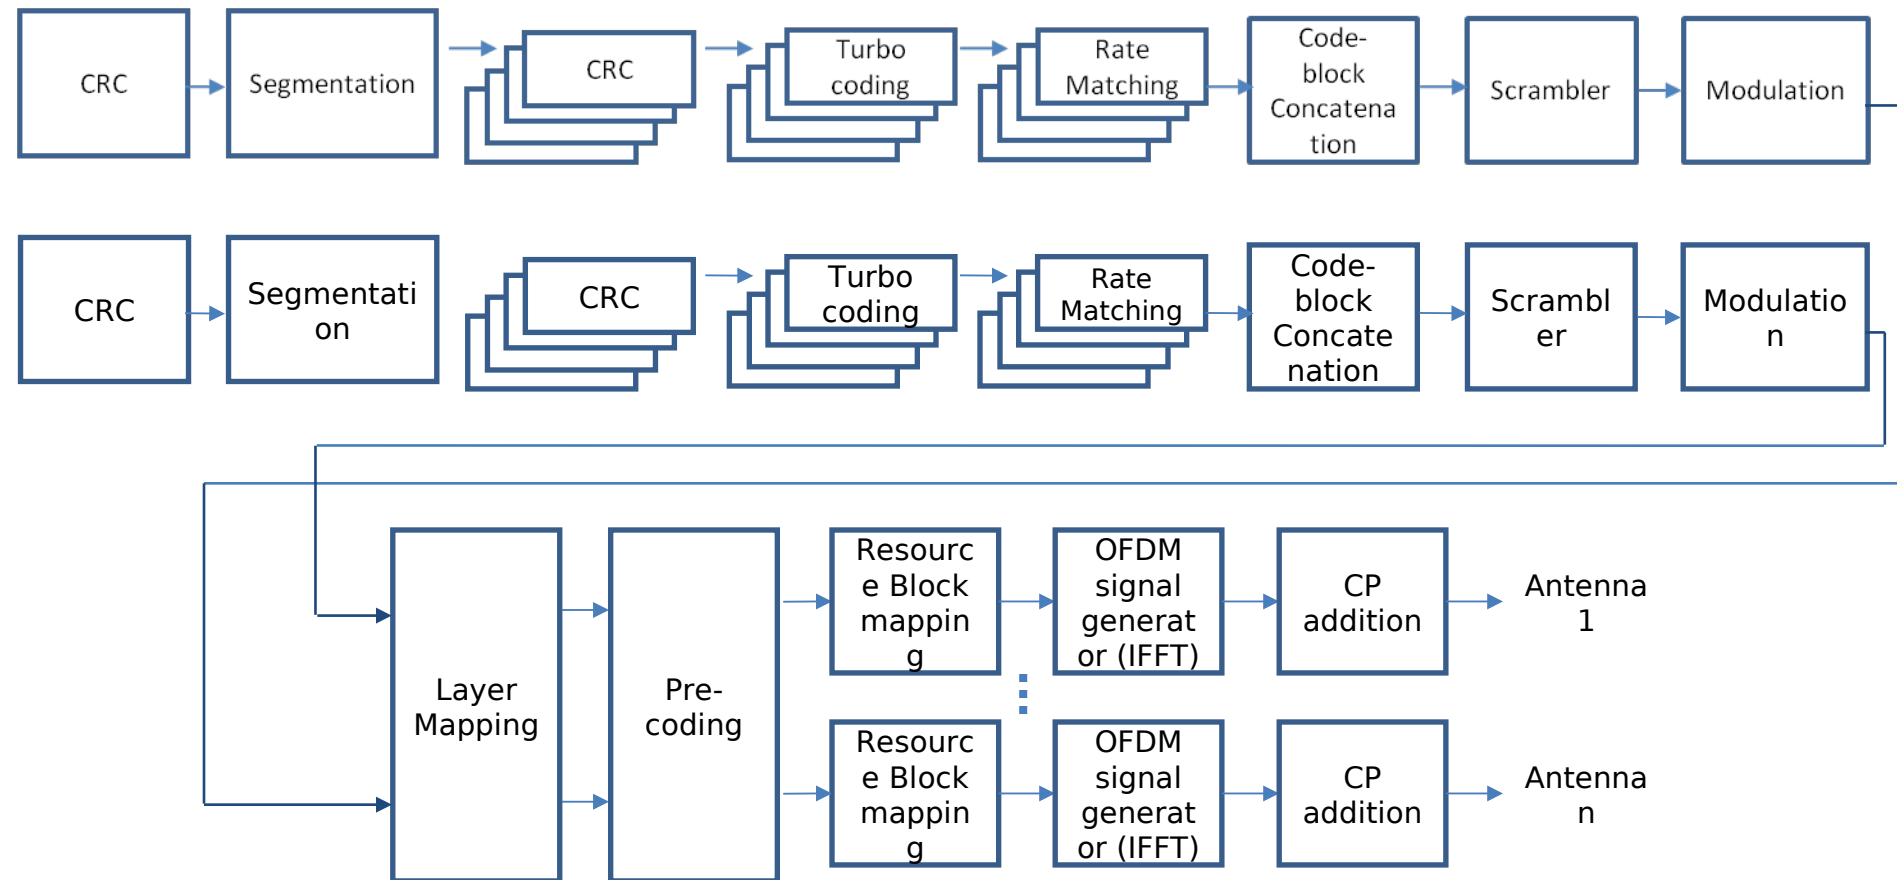 CRC
Segmentation
CRC
Turbo
coding
Rate
Matching
Code-
block
Concatena
tion
Scrambler
Modulation
CRC
Segmentati
on
CRC
Turbo
coding
Rate
Matching
Code-
block
Concate
nation
Scrambl
er
Modulatio
n
Layer
Mapping
Pre-
coding
Resourc
e Block
mappin
g
OFDM
signal
generat
or (IFFT)
CP
addition
Antenna
1
Resourc
e Block
mappin
g
OFDM
signal
generat
or (IFFT)
CP
addition
Antenna
n